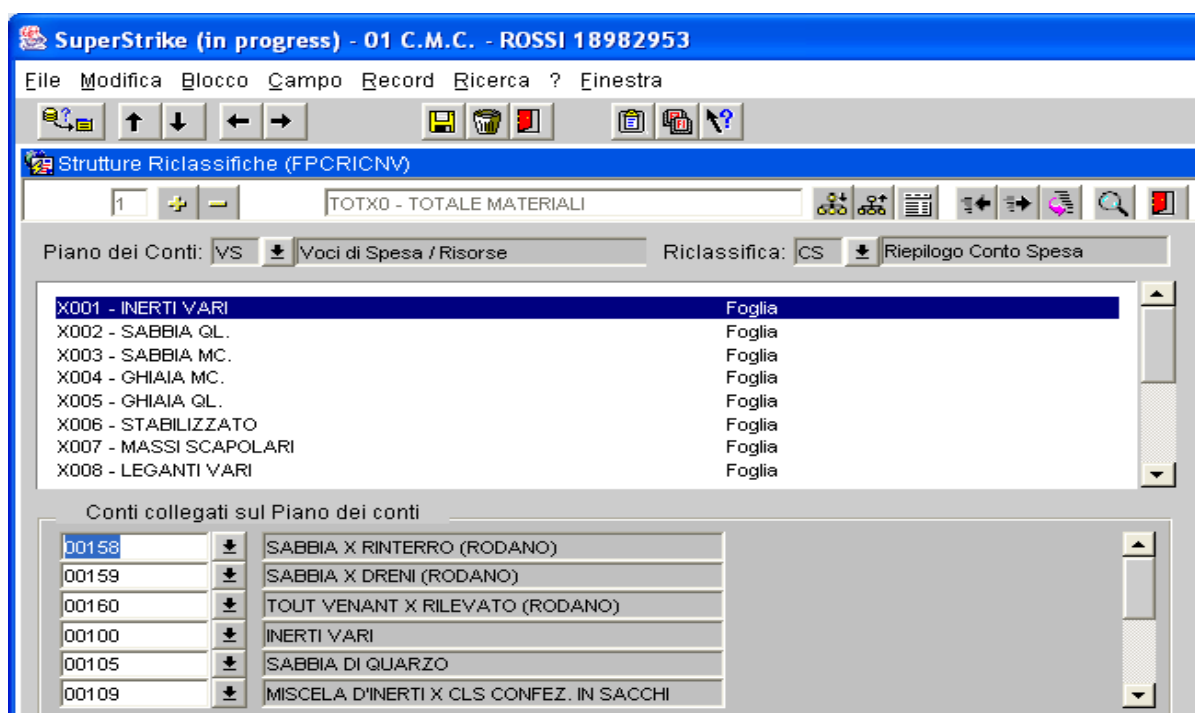 SuperStrike (in progress) - 01 C.M.C. - ROSSI 18982953
File Modifica Blocco Campo Record Ricerca ? Finestra
Strutture Riclassifiche (FPCRICNV)
1 TOTX0 - TOTALE MATERIALI
Piano dei Conti: VS Voci di Spesa / Risorse Riclassifica: CS Riepilogo Conto Spesa
X001 - INERTI VARI Foglia
X002 - SABBIA QL. Foglia
X003 - SABBIA MC. Foglia
X004 - GHIAIA MC. Foglia
X005 - GHIAIA QL. Foglia
X006 - STABILIZZATO Foglia
X007 - MASSI SCAPOLARI Foglia
X008 - LEGANTI VARI Foglia
Conti collegati sul Piano dei conti
00158 SABBIA X RINTERRO (RODANO)
00159 SABBIA X DRENI (RODANO)
00160 TOUT VENANT X RILEVATO (RODANO)
00100 INERTI VARI
00105 SABBIA DI QUARZO
00109 MISCELA D'INERTI X CLS CONFEZ. IN SACCHI